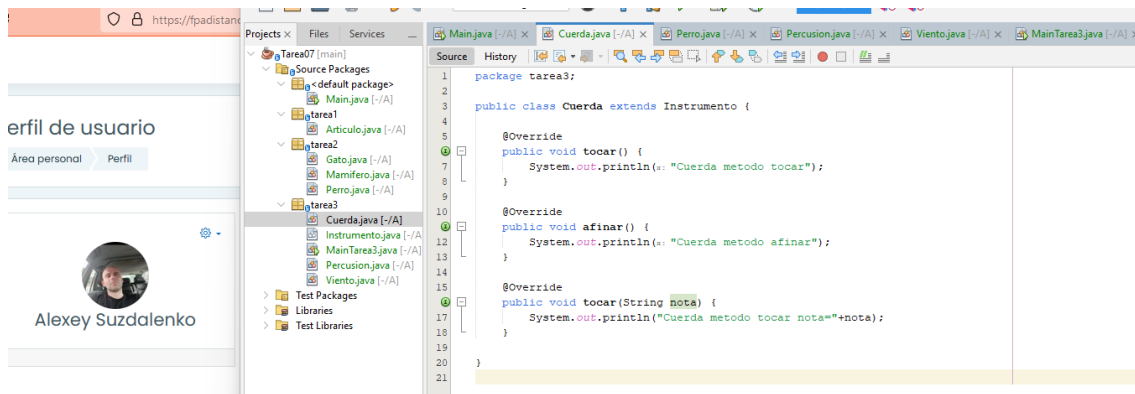 https://fpadistanc
erfil de usuario
Área personal Perfil
Alexey Suzdalenko
Projects Files Services
Tarea07 [main]
Source Packages
<default package>
Main.java [-/A]
tarea1
Articulo.java [-/A]
tarea2
Gato.java [-/A]
Mamifero.java [-/A]
Perro.java [-/A]
tarea3
Cuerda.java [-/A]
Instrumento.java [-/A
MainTarea3.java [-/A]
Percusion.java [-/A]
Viento.java [-/A]
Test Packages
Libraries
Test Libraries
Main.java [-/A] Cuerda.java [-/A] Perro.java [-/A] Percusion.java [-/A] Viento.java [-/A] MainTarea3.java [-/A]
Source History
1 package tarea3;
2
3 public class Cuerda extends Instrumento {
4
5 @Override
public void tocar() {
7 System.out.println(a: "Cuerda metodo tocar");
8 }
9
10 @Override
public void afinar() {
12 System.out.println(a: "Cuerda metodo afinar");
13 }
14
15 @Override
public void tocar(String nota) {
17 System.out.println("Cuerda metodo tocar nota="+nota);
18 }
19
20 }
21